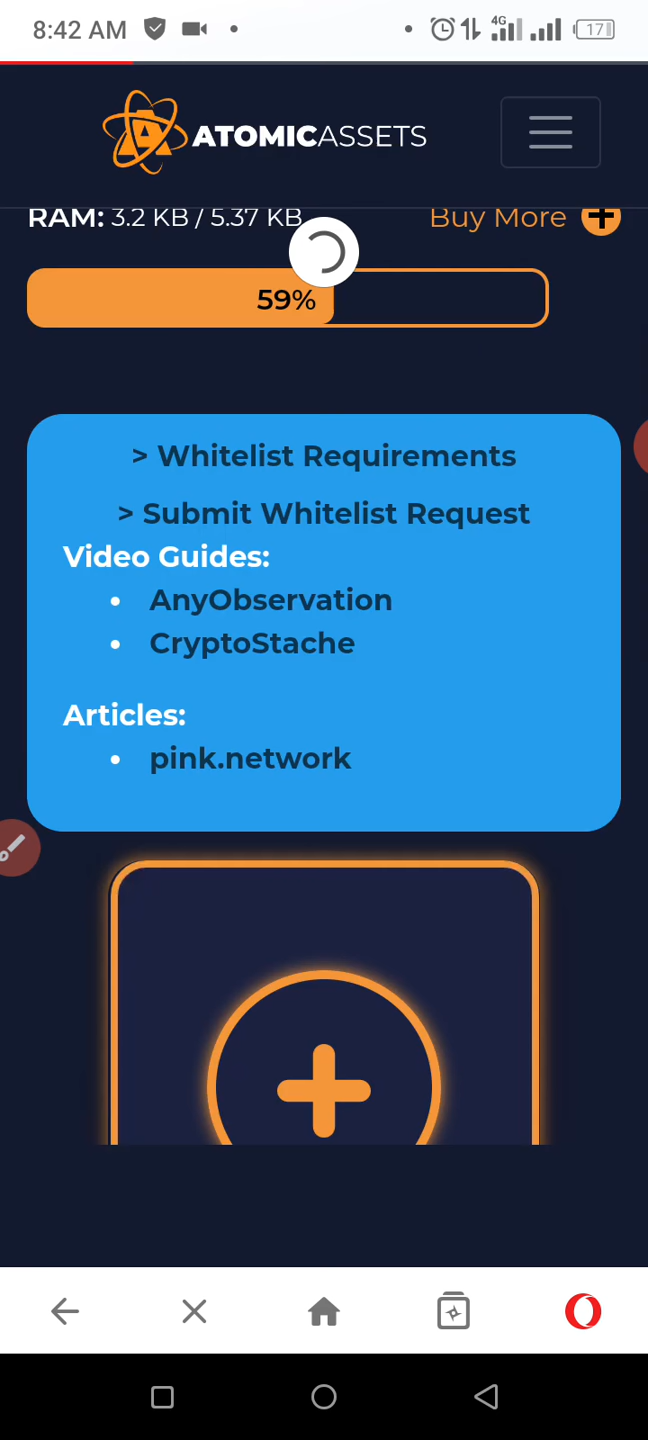 8:42 AM
4G
17
ATOMICASSETS
RAM: 3.2 KB / 5.37 KB
Buy More
59%
> Whitelist Requirements
> Submit Whitelist Request
Video Guides:
• AnyObservation
• CryptoStache
Articles:
• pink.network